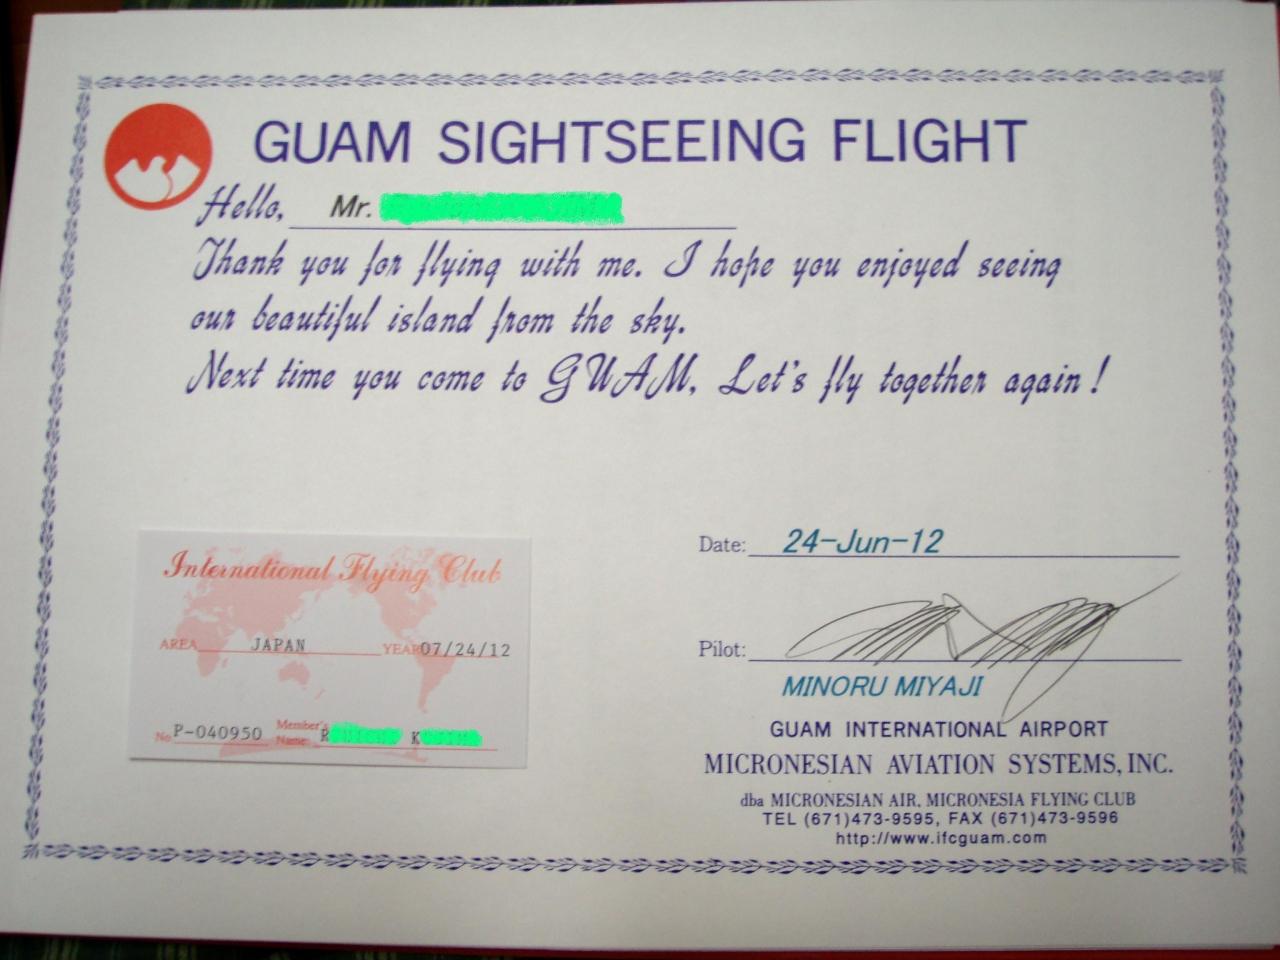 GUAM SIGHTSEEING FLIGHT
Hello, Mr.
Thank you for flying with me. I hope you enjoyed seeing
our beautiful island from the sky.
Next time you come to GUAM, Let's fly together again!
International Flying Club
AREA JAPAN YEAR 07/24/12
No P-040950 Member's Name: R K
Date: 24-Jun-12
Pilot:
MINORU MIYAJI
GUAM INTERNATIONAL AIRPORT
MICRONESIAN AVIATION SYSTEMS, INC.
dba MICRONESIAN AIR, MICRONESIA FLYING CLUB
TEL (671)473-9595, FAX (671)473-9596
http://www.ifcguam.com